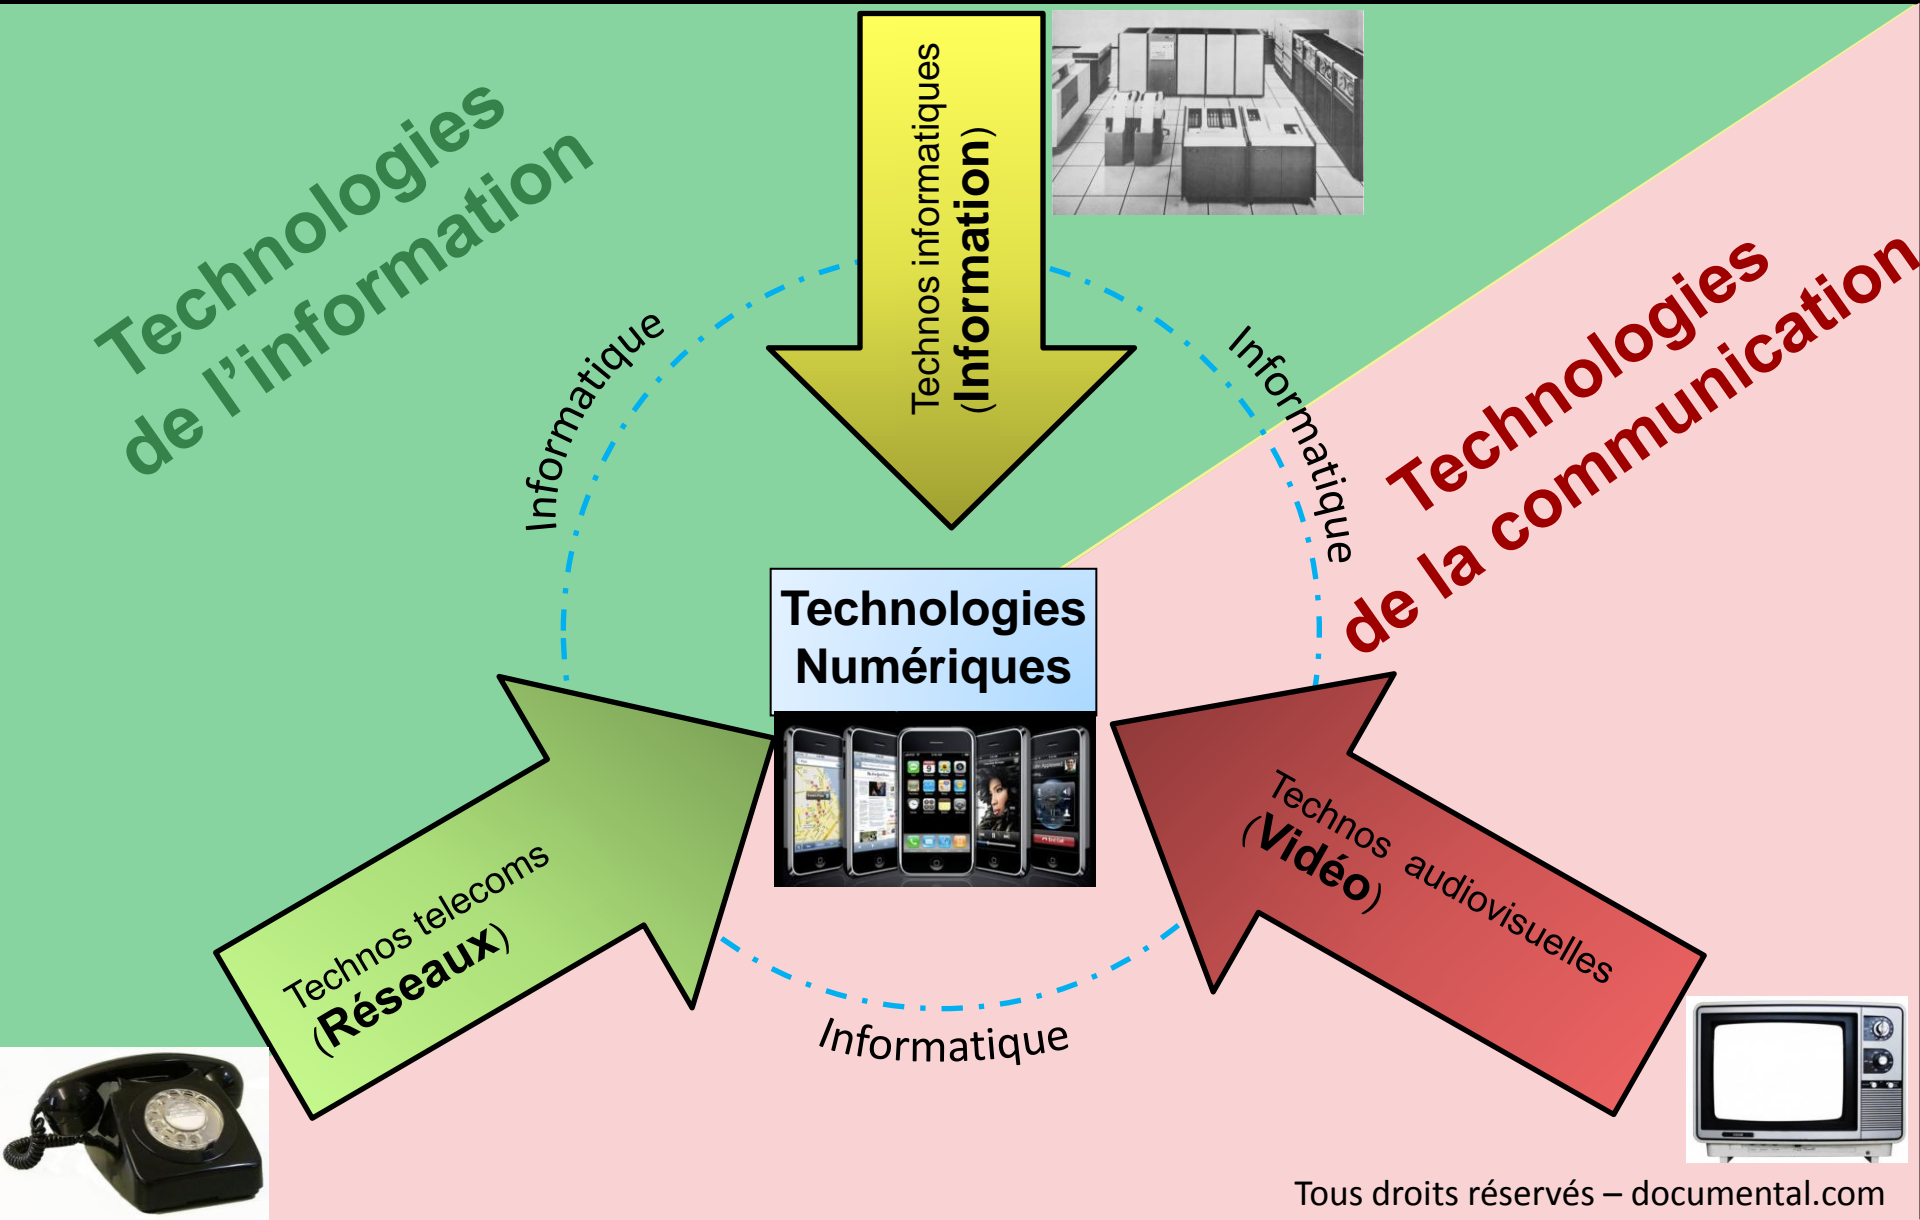 Technologies
de l’information
Technos informatiques
(Information)
Technologies
de la communication
Informatique
Informatique
Technologies
Numériques
Technos telecoms
(Réseaux)
Technos audiovisuelles
(Vidéo)
Informatique
Tous droits réservés – documental.com